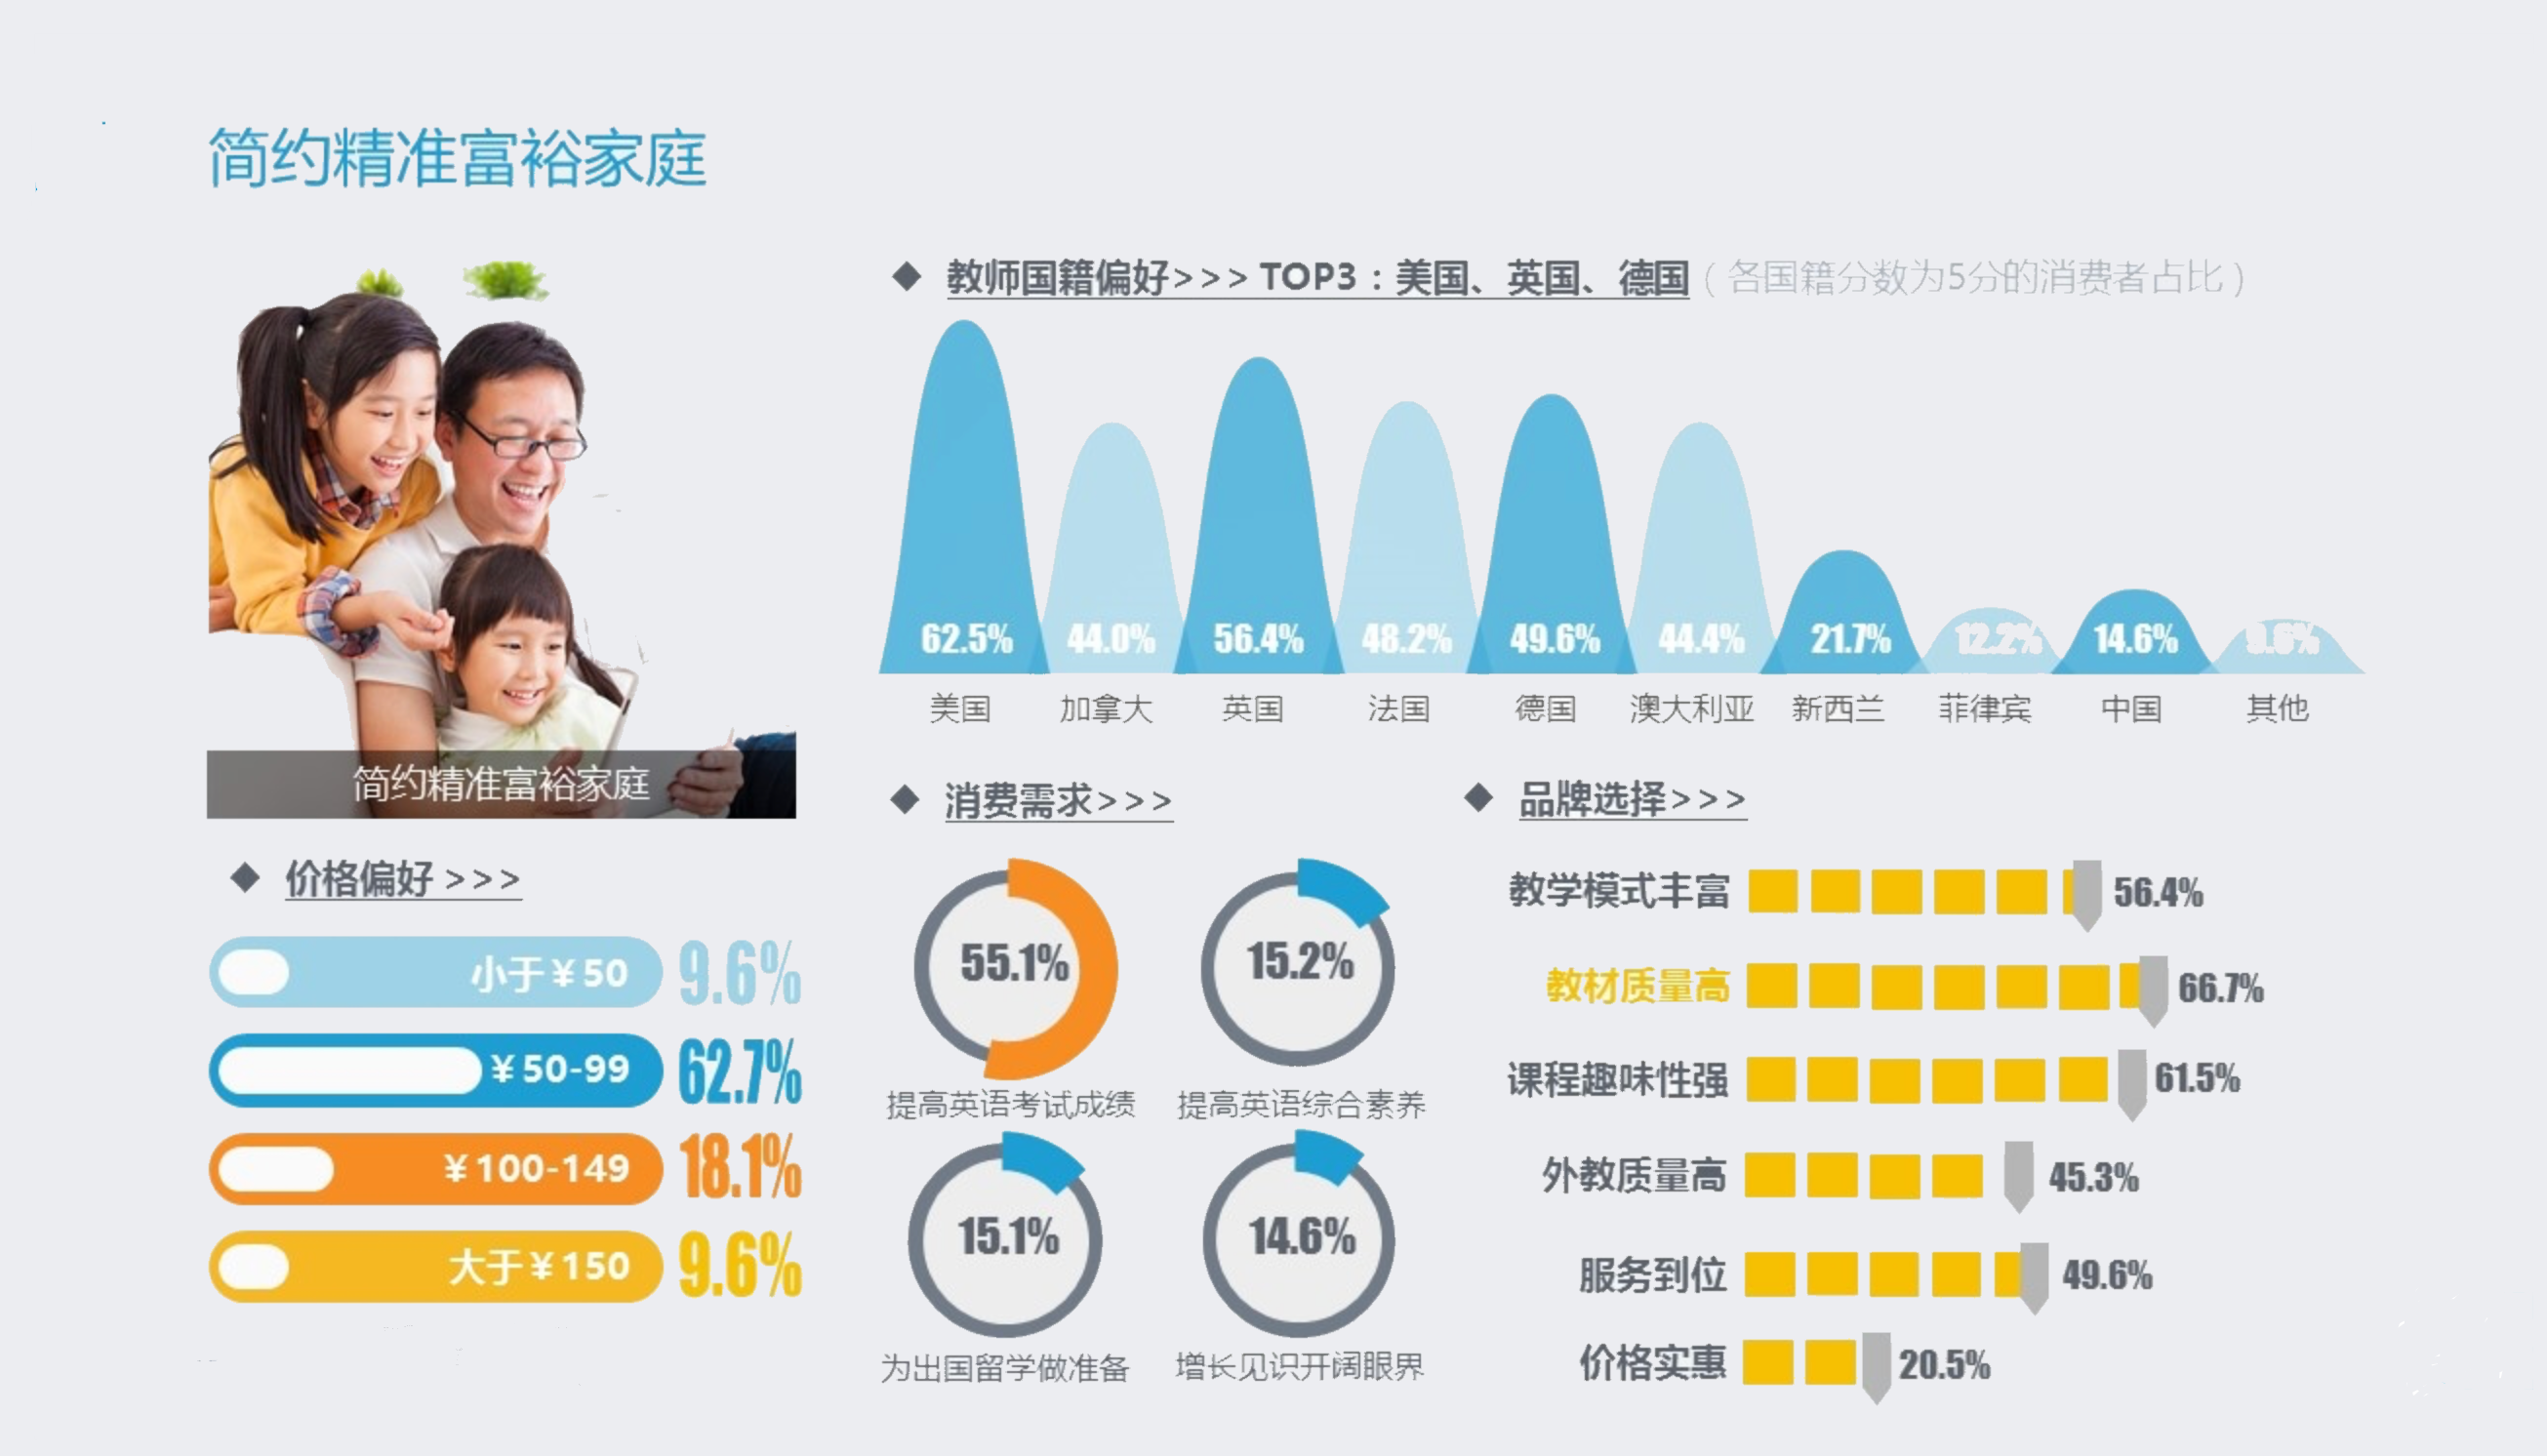 简约精准富裕家庭
教师国籍偏好>>> TOP3：美国、英国、德国（各国籍分数为5分的消费者占比）
62.5% 44.0% 56.4% 48.2% 49.6% 44.4% 21.7% 12.2% 14.6%
美国 加拿大 英国 法国 德国 澳大利亚 新西兰 菲律宾 中国 其他
简约精准富裕家庭
价格偏好 >>>
小于¥50 9.6%
¥50-99 62.7%
¥100-149 18.1%
大于¥150 9.6%
消费需求>>>
55.1% 15.2%
提高英语考试成绩 提高英语综合素养
15.1% 14.6%
为出国留学做准备 增长见识开阔眼界
品牌选择>>>
教学模式丰富 56.4%
教材质量高 66.7%
课程趣味性强 61.5%
外教质量高 45.3%
服务到位 49.6%
价格实惠 20.5%